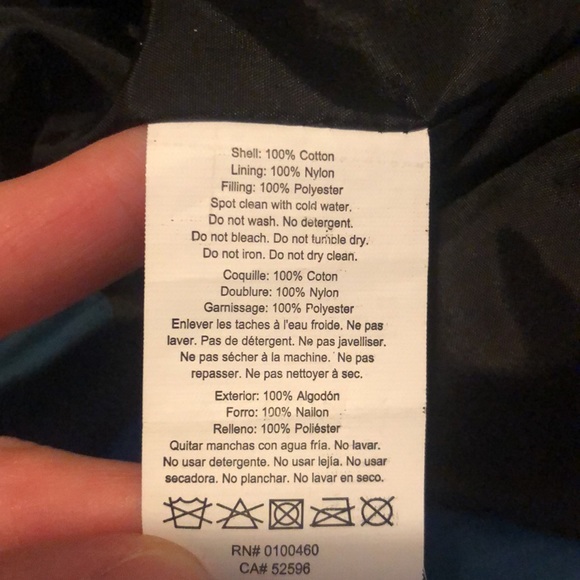 Shell: 100% Cotton
Lining: 100% Nylon
Filling: 100% Polyester
Spot clean with cold water.
Do not wash. No detergent.
Do not bleach. Do not tumble dry.
Do not iron. Do not dry clean.
Coquille: 100% Coton
Doublure: 100% Nylon
Garnissage: 100% Polyester
Enlever les taches à l'eau froide. Ne pas
laver. Pas de détergent. Ne pas javelliser.
Ne pas sécher à la machine. Ne pas
repasser. Ne pas nettoyer à sec.
Exterior: 100% Algodón
Forro: 100% Nailon
Relleno: 100% Poliéster
Quitar manchas con agua fría. No lavar.
No usar detergente. No usar lejía. No usar
secadora. No planchar. No lavar en seco.
RN# 0100460
CA# 52596